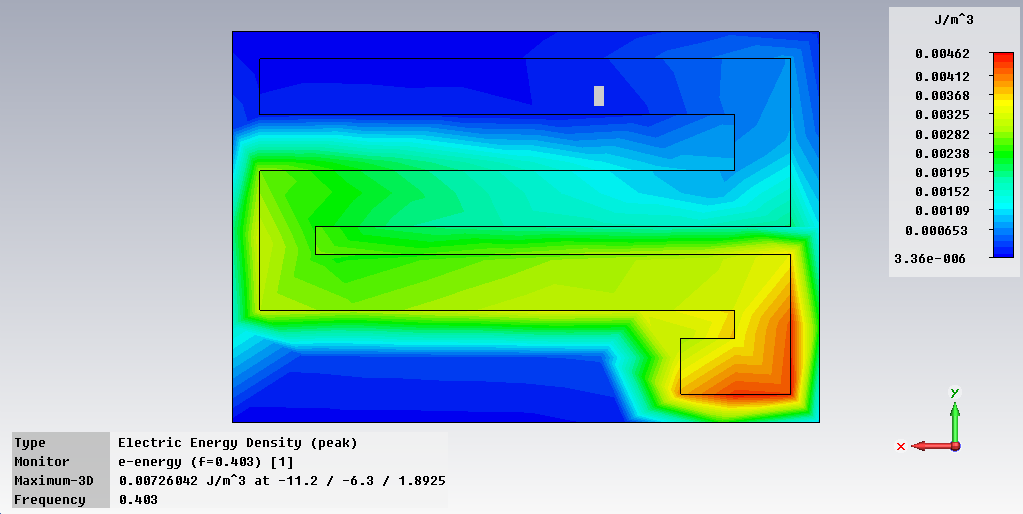 J/m^3
0.00462
0.00412
0.00368
0.00325
0.00282
0.00238
0.00195
0.00152
0.00109
0.000653
3.36e-006
y
x
Type Electric Energy Density (peak)
Monitor e-energy (f=0.403) [1]
Maximum-3D 0.00726042 J/m^3 at -11.2 / -6.3 / 1.8925
Frequency 0.403